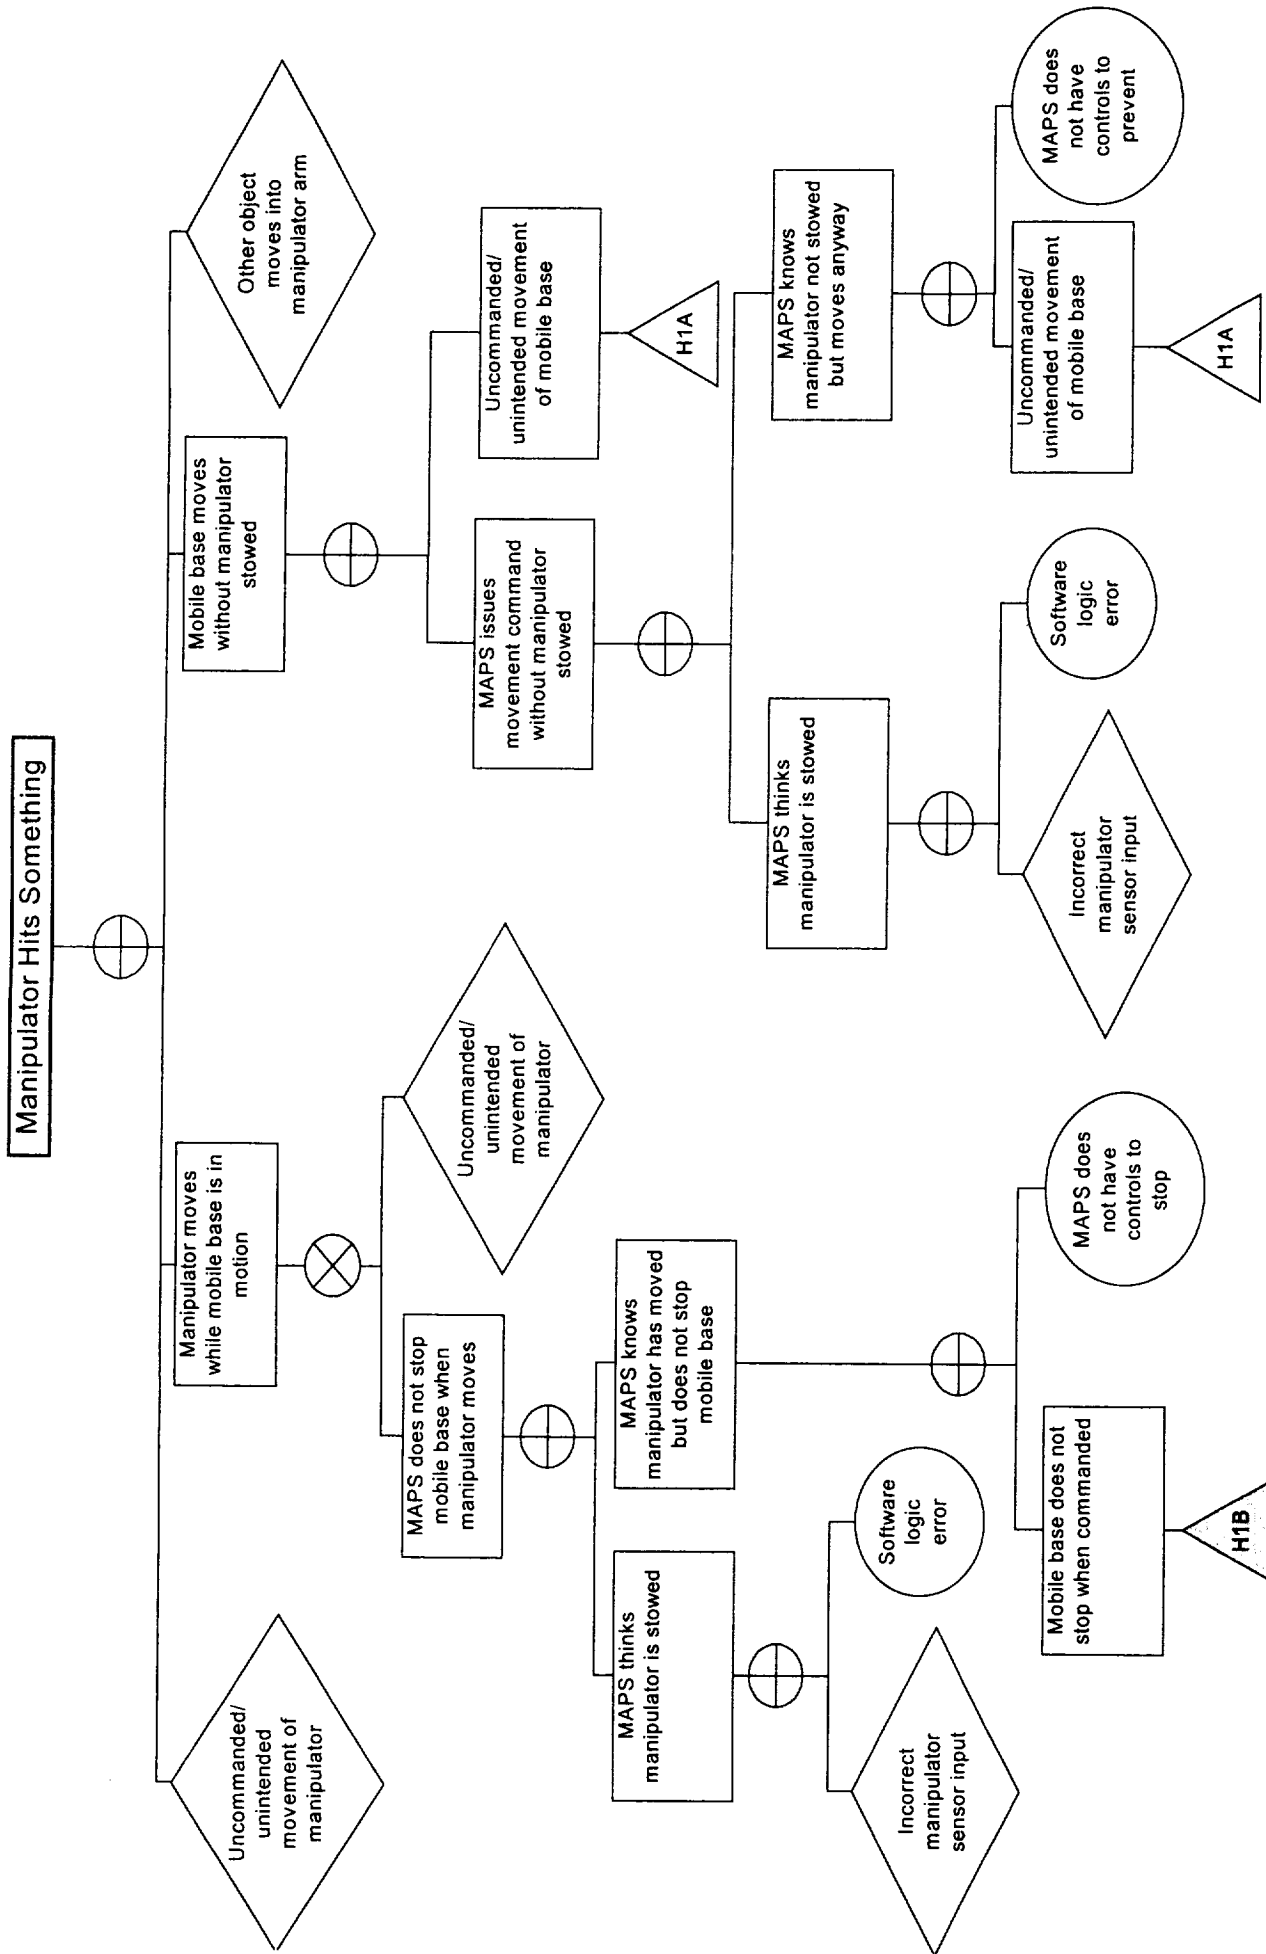 Manipulator Hits Something
Uncommanded/
unintended
movement of
manipulator
Manipulator moves
while mobile base is in
motion
Mobile base moves
without manipulator
stowed
Other object
moves into
manipulator arm
MAPS does not stop
mobile base when
manipulator moves
Uncommanded/
unintended
movement of
manipulator
MAPS issues
movement command
without manipulator
stowed
Uncommanded/
unintended movement
of mobile base
H1A
MAPS thinks
manipulator is stowed
MAPS knows
manipulator has moved
but does not stop
mobile base
MAPS thinks
manipulator is stowed
MAPS knows
manipulator not stowed
but moves anyway
Incorrect
manipulator
sensor input
Software
logic
error
Mobile base does not
stop when commanded
H1B
MAPS does
not have
controls to
stop
Incorrect
manipulator
sensor input
Software
logic
error
Uncommanded/
unintended movement
of mobile base
H1A
MAPS does
not have
controls to
prevent